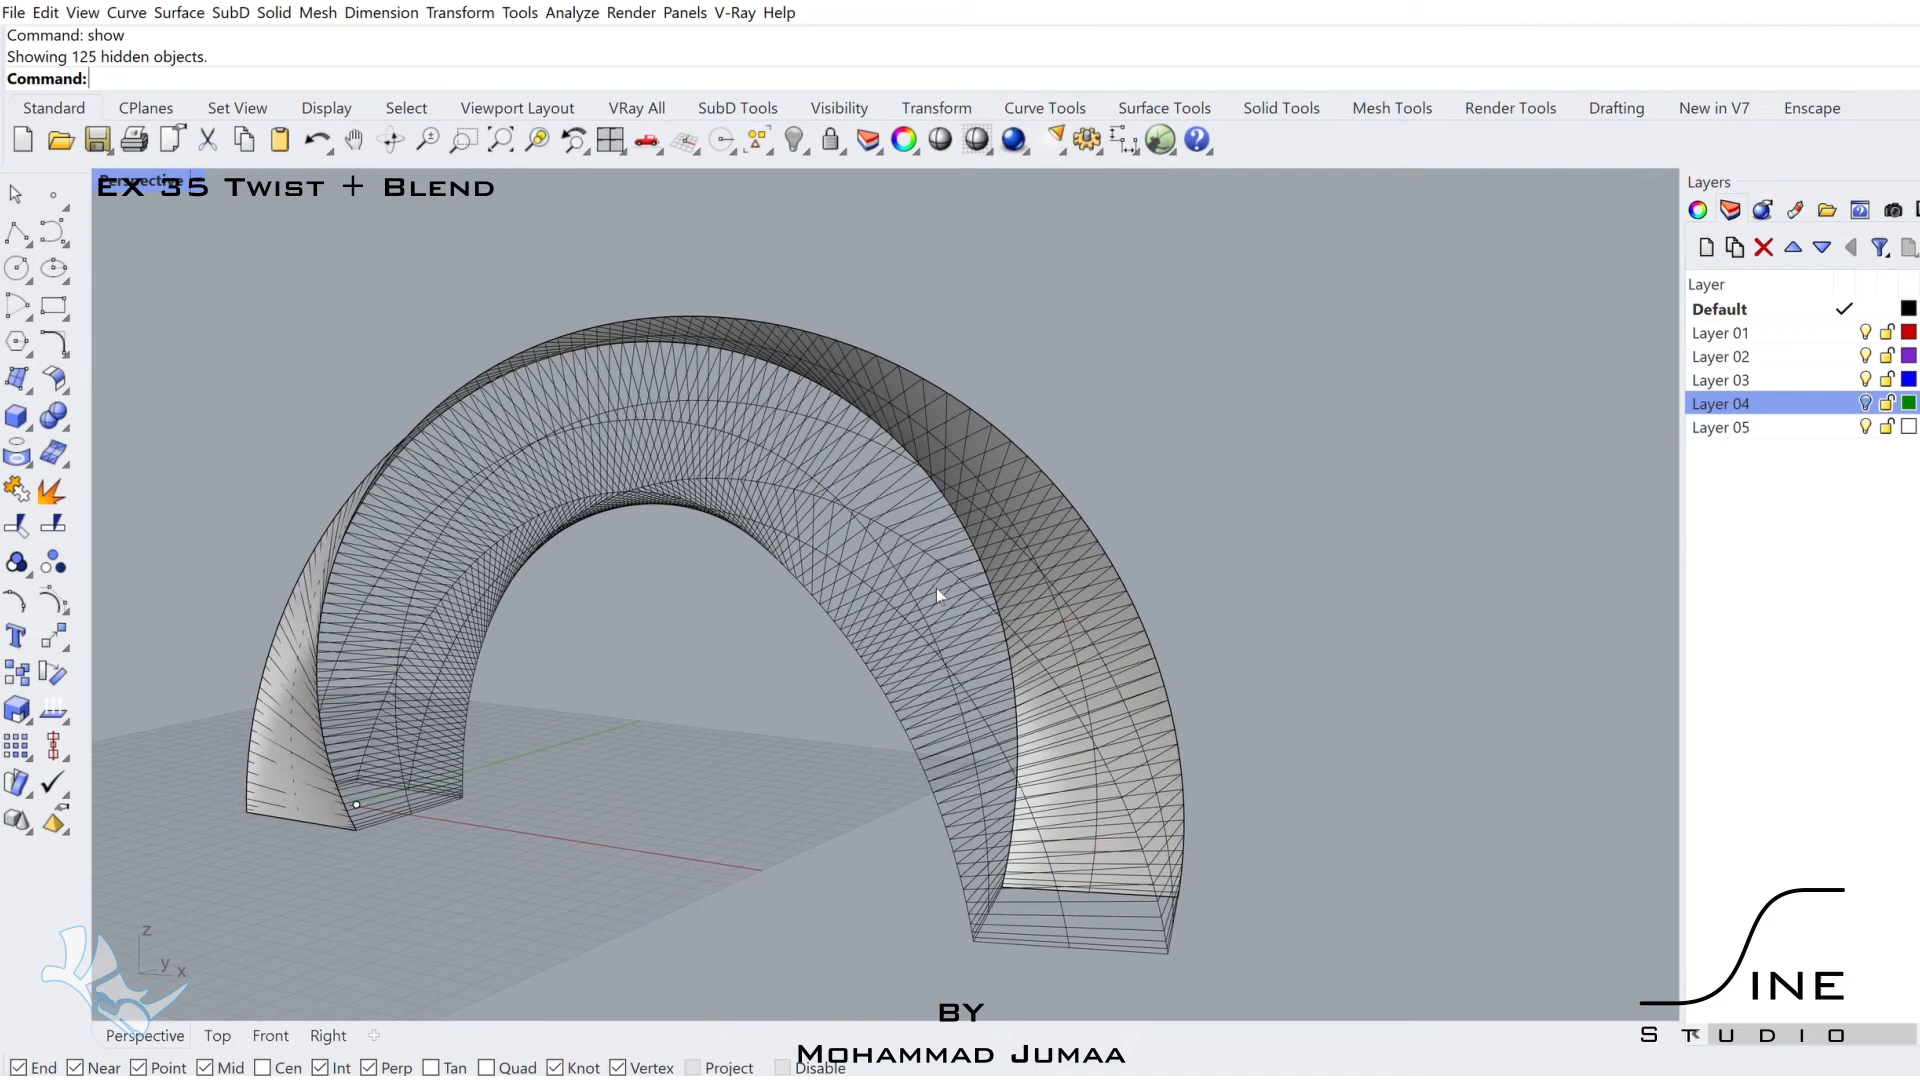 File Edit View Curve Surface SubD Solid Mesh Dimension Transform Tools Analyze Render Panels V-Ray Help
Command: show
Showing 125 hidden objects.
Command:
Standard CPlanes Set View Display Select Viewport Layout VRay All SubD Tools Visibility Transform Curve Tools Surface Tools Solid Tools Mesh Tools Render Tools Drafting New in V7 Enscape
Perspective
Ex 35 Twist + Blend
Layers
Layer
Default
Layer 01
Layer 02
Layer 03
Layer 04
Layer 05
z
y x
SINE
STUDIO
BY
Mohammad Jumaa
Perspective Top Front Right
End Near Point Mid Cen Int Perp Tan Quad Knot Vertex Project Disable